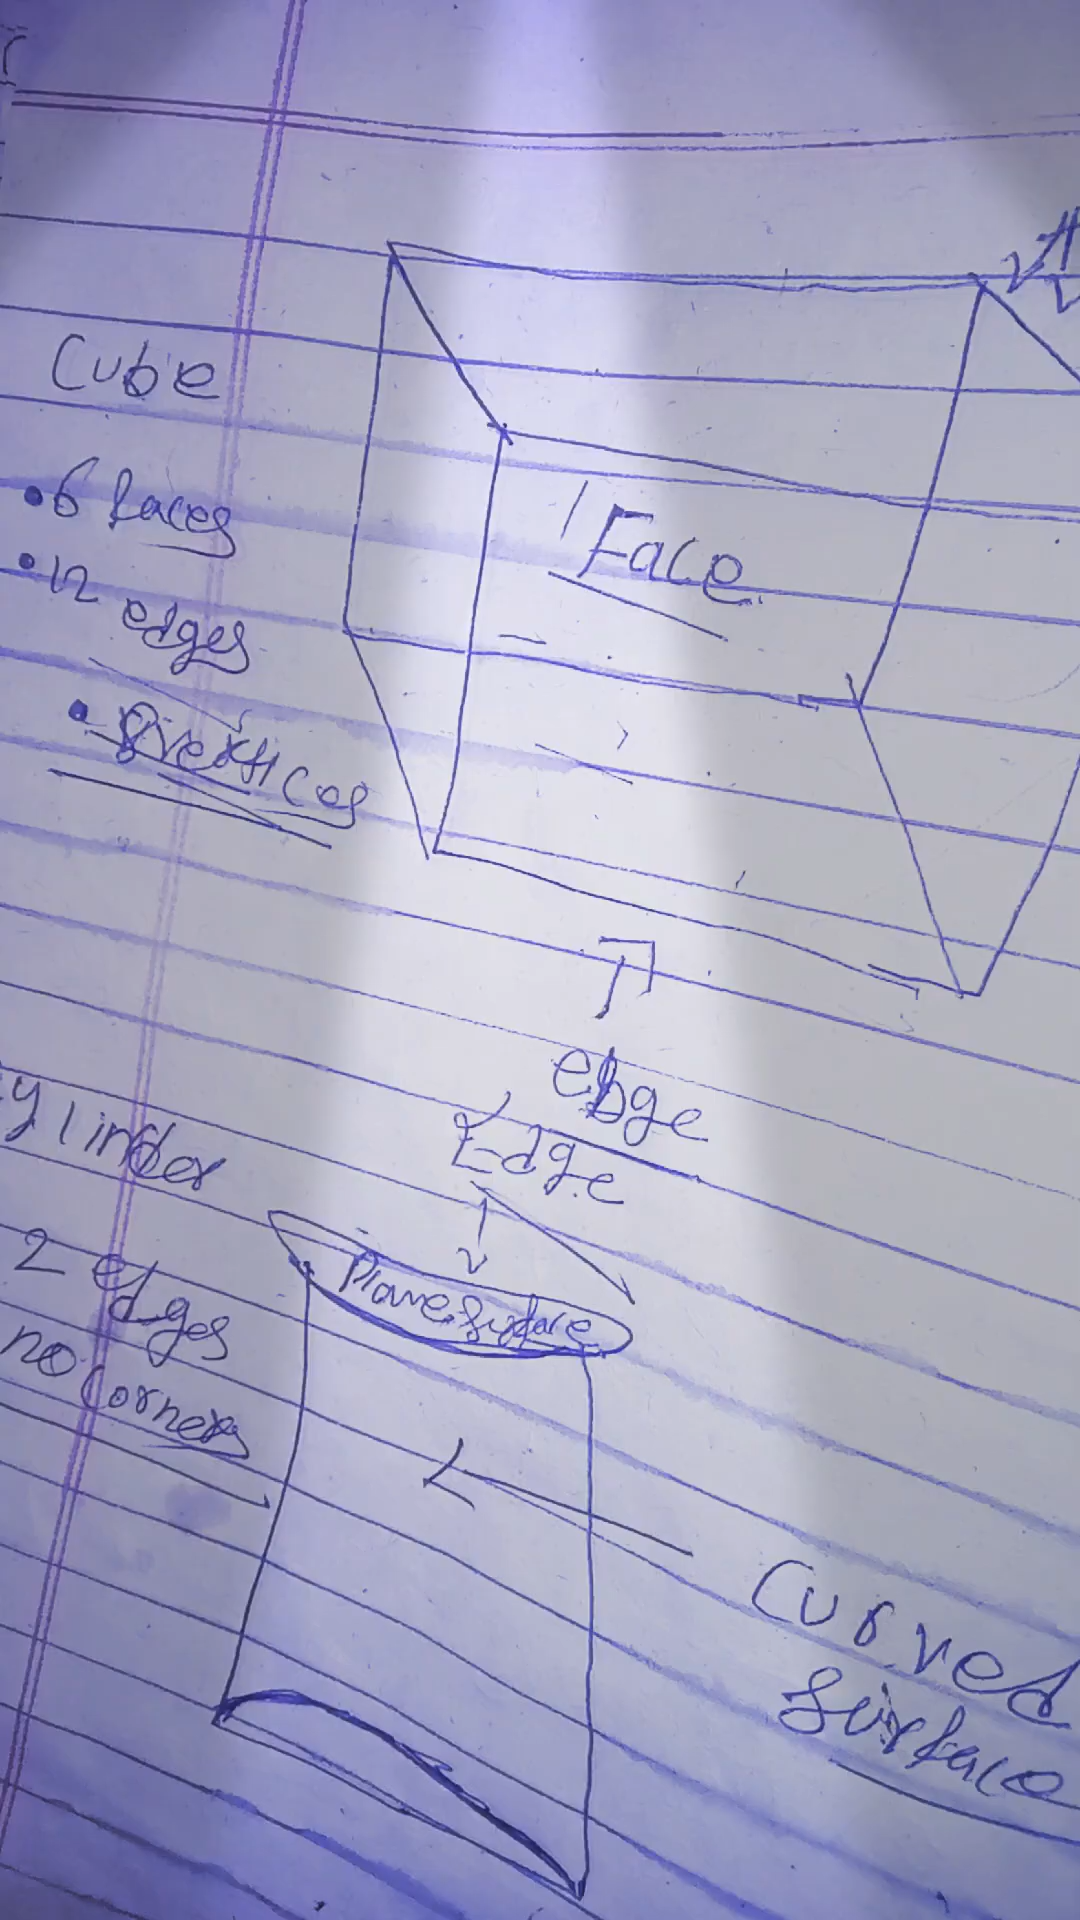 Cube
1 Face
• 6 faces
• 12 edges
• 8 vertices
edge
Edge
ylinder
Plane Surface
2 edges
no corners
Curved
Surface